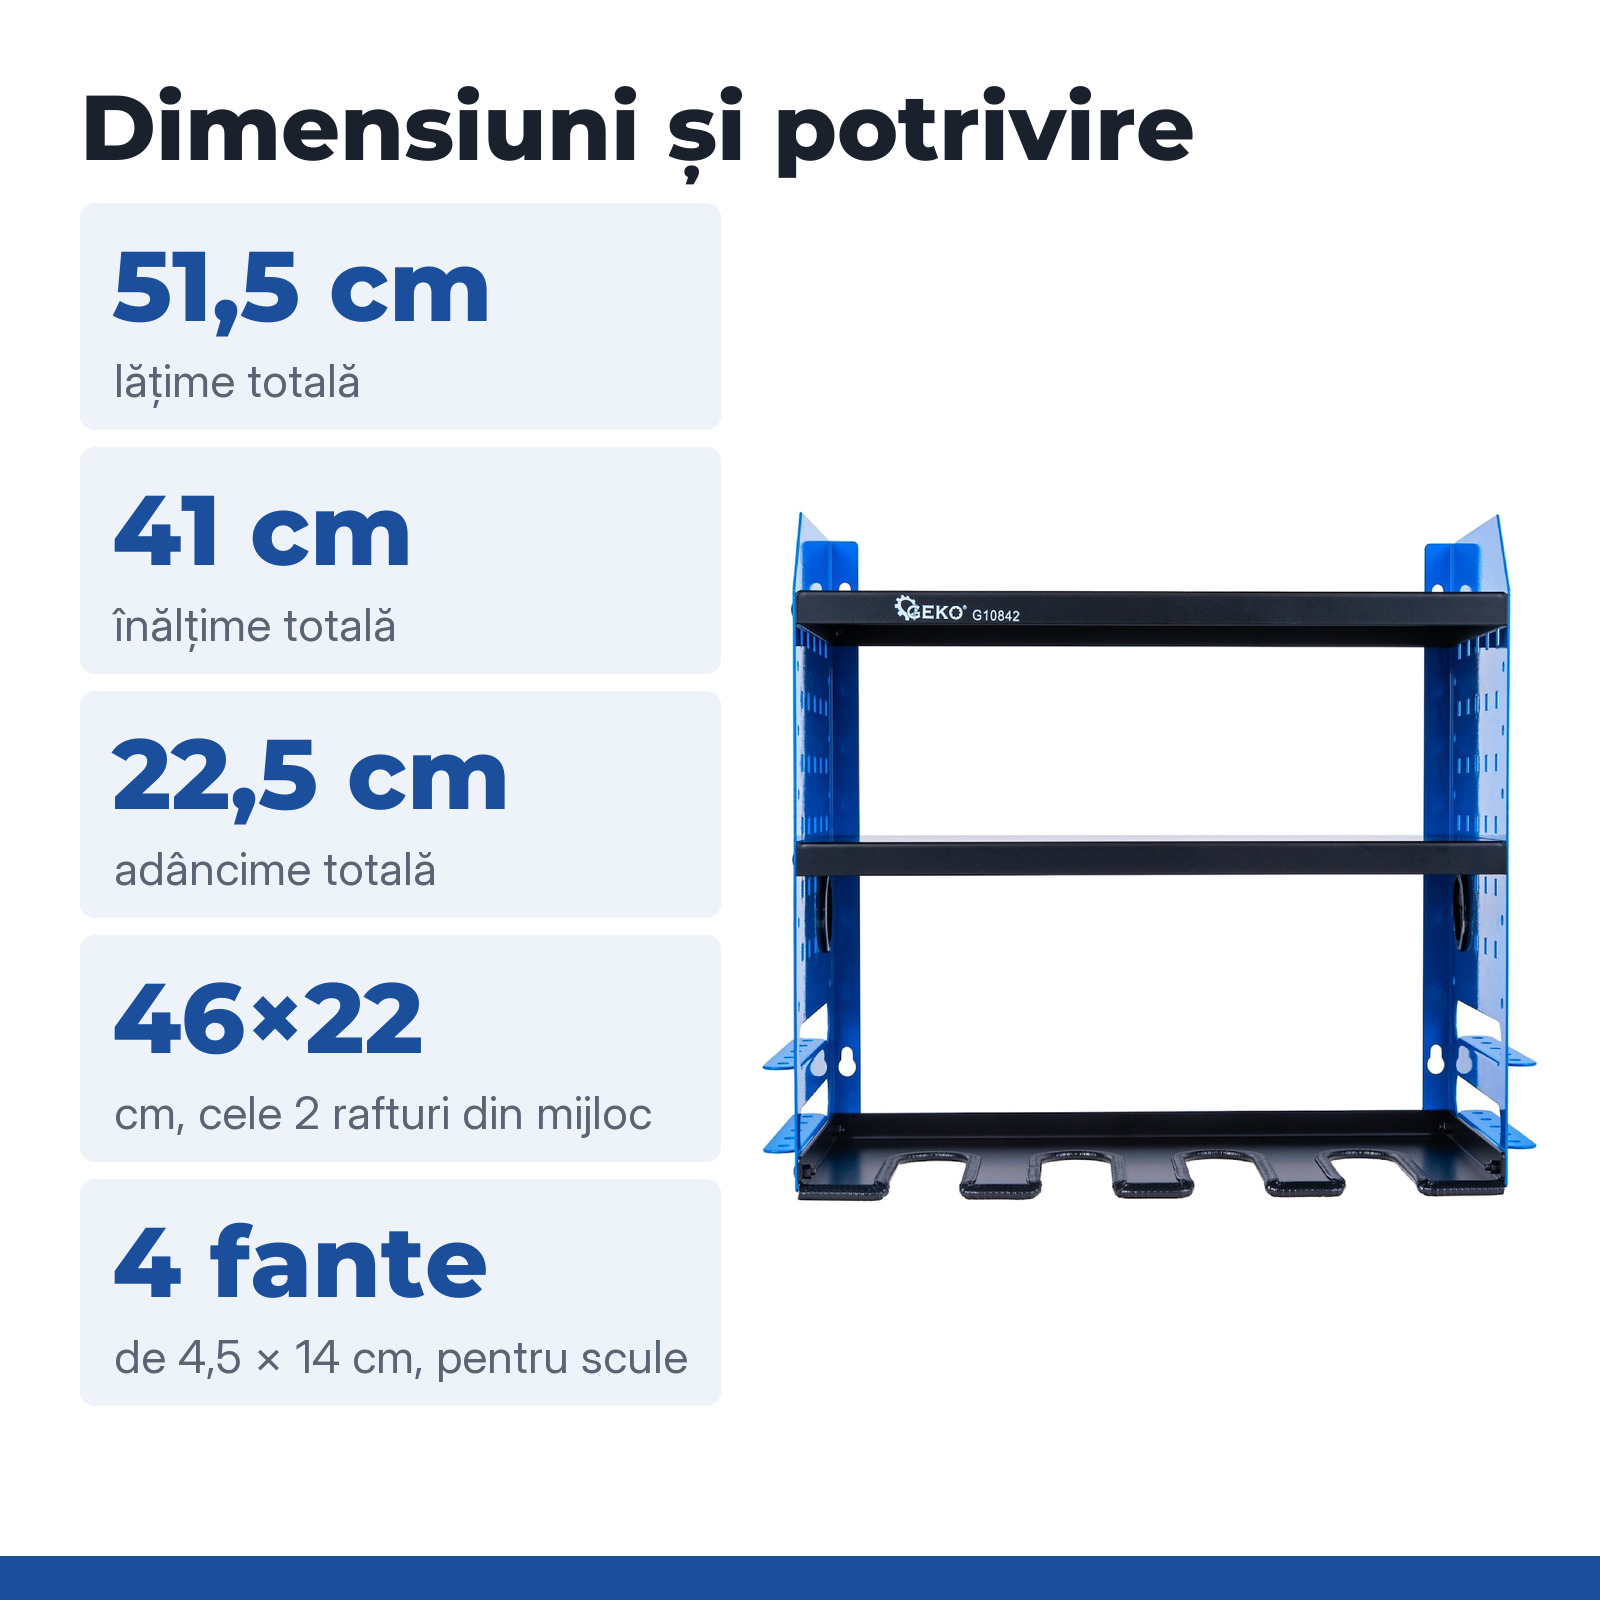 Dimensiuni și potrivire
51,5 cm
lățime totală
41 cm
înălțime totală
22,5 cm
adâncime totală
46×22
cm, cele 2 rafturi din mijloc
4 fante
de 4,5 × 14 cm, pentru scule
GEKO® G10842